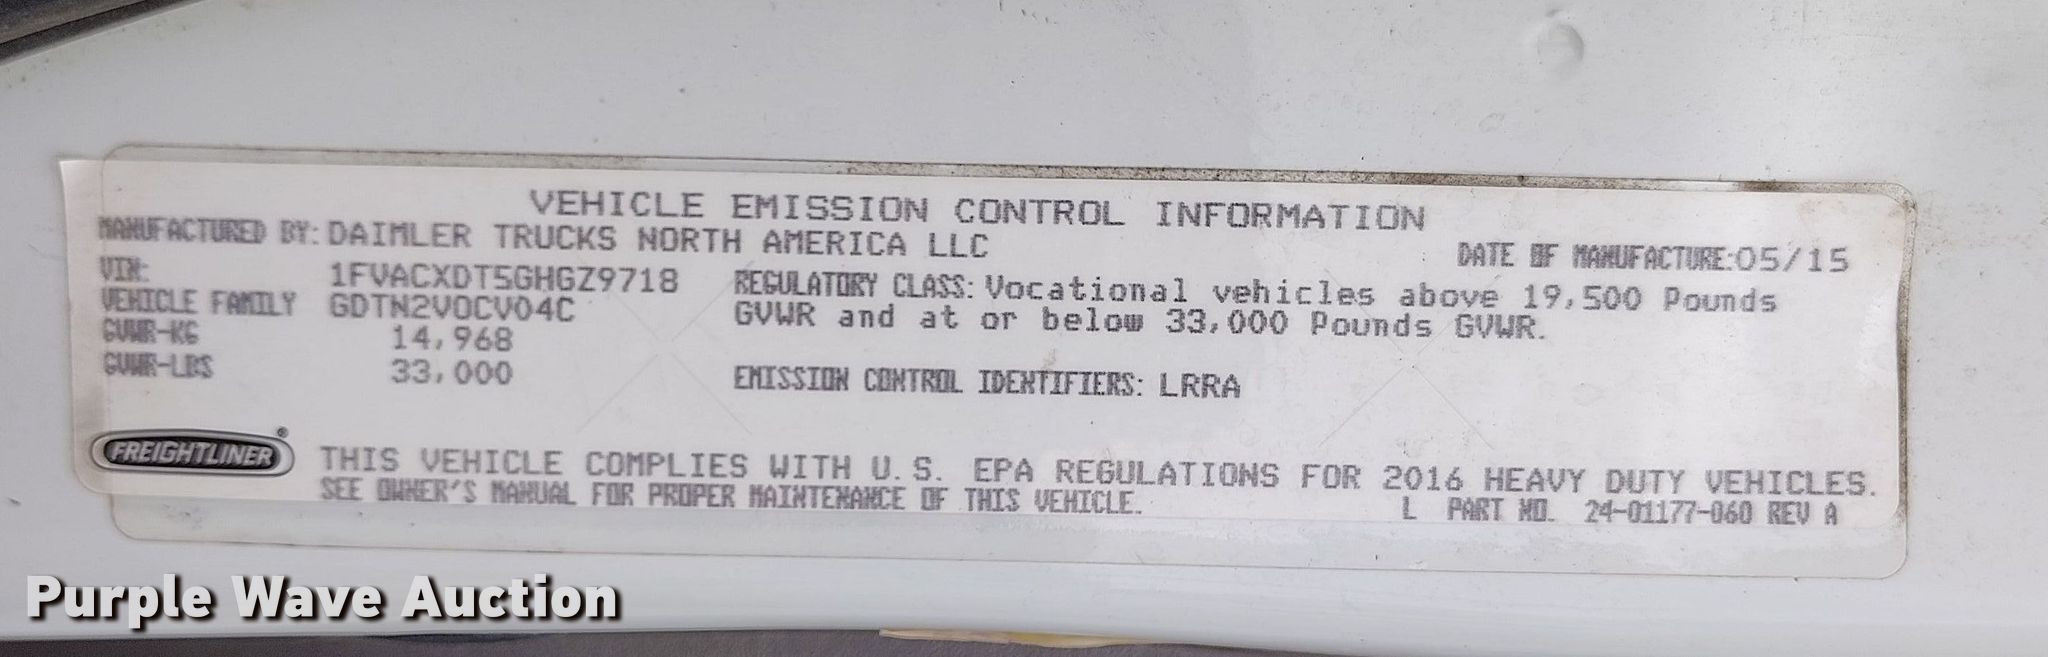 VEHICLE EMISSION CONTROL INFORMATION
MANUFACTURED BY: DAIMLER TRUCKS NORTH AMERICA LLC
DATE OF MANUFACTURE: 05/15
VIN: 1FVACXDT5GHGZ9718
VEHICLE FAMILY GDTN2VOCV04C
GVWR-KG 14,968
GVWR-LBS 33,000
REGULATORY CLASS: Vocational vehicles above 19,500 Pounds
GVWR and at or below 33,000 Pounds GVWR.
EMISSION CONTROL IDENTIFIERS: LRRA
FREIGHTLINER®
THIS VEHICLE COMPLIES WITH U.S. EPA REGULATIONS FOR 2016 HEAVY DUTY VEHICLES.
SEE OWNER'S MANUAL FOR PROPER MAINTENANCE OF THIS VEHICLE.
L PART NO. 24-01177-060 REV A
Purple Wave Auction